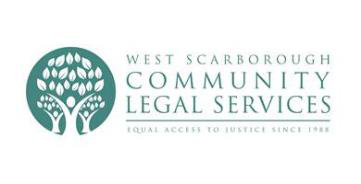 WEST SCARBOROUGH
COMMUNITY
LEGAL SERVICES
EQUAL ACCESS TO JUSTICE SINCE 1988